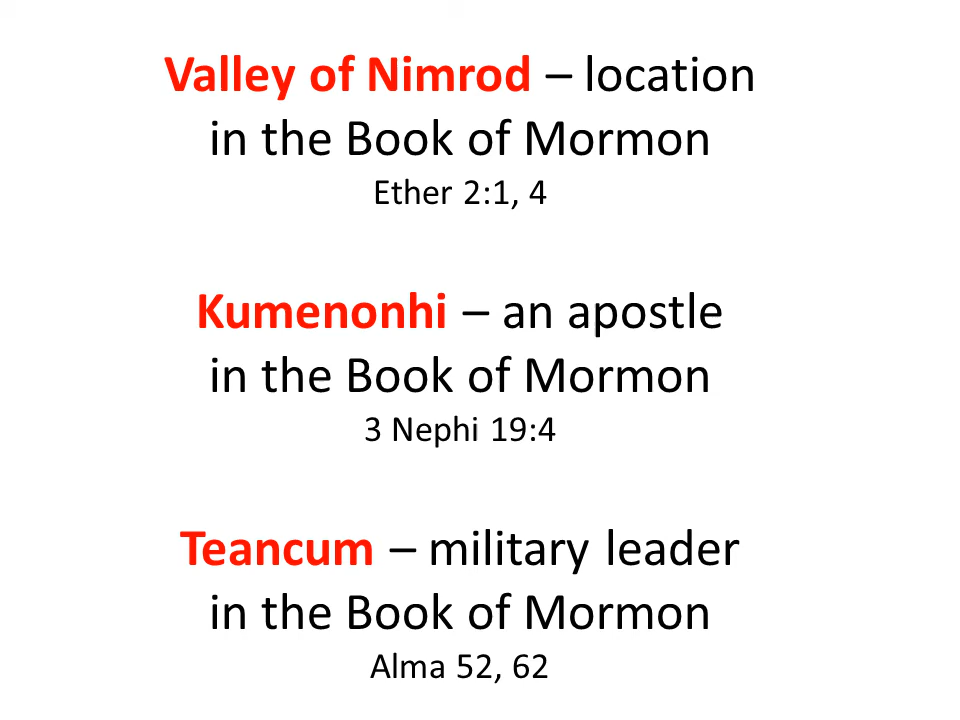 Valley of Nimrod – location
in the Book of Mormon
Ether 2:1, 4
Kumenonhi – an apostle
in the Book of Mormon
3 Nephi 19:4
Teancum – military leader
in the Book of Mormon
Alma 52, 62